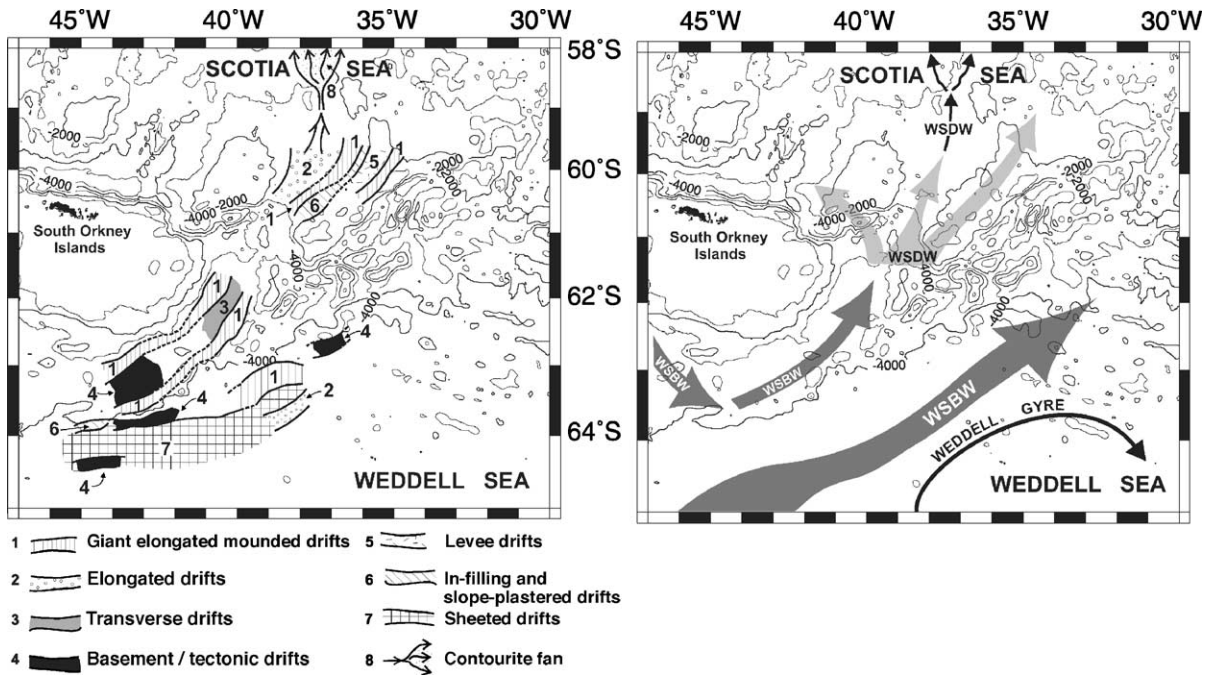 45°W 40°W 35°W 30°W
58°S
60°S
62°S
64°S
SCOTIA SEA
8
-2000
-4000
-4000 -2000
-2000
1
1
5
2
6
1
South Orkney
Islands
-4000
1
3
1
4
-4000
-4000
1
4
1
4
2
1
6
7
4
WEDDELL SEA
45°W 40°W 35°W 30°W
SCOTIA SEA
WSDW
-2000
-4000
-4000 -2000
-2000
South Orkney
Islands
WSDW
-4000
-4000
-4000
WSBW
WSBW
WSBW
WEDDELL GYRE
WEDDELL SEA
1 Giant elongated mounded drifts
2 Elongated drifts
3 Transverse drifts
4 Basement / tectonic drifts
5 Levee drifts
6 In-filling and
slope-plastered drifts
7 Sheeted drifts
8 Contourite fan